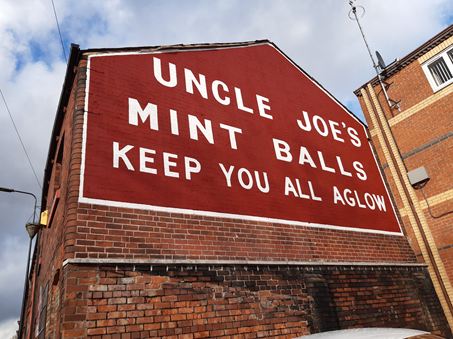 UNCLE JOE'S
MINT BALLS
KEEP YOU ALL AGLOW